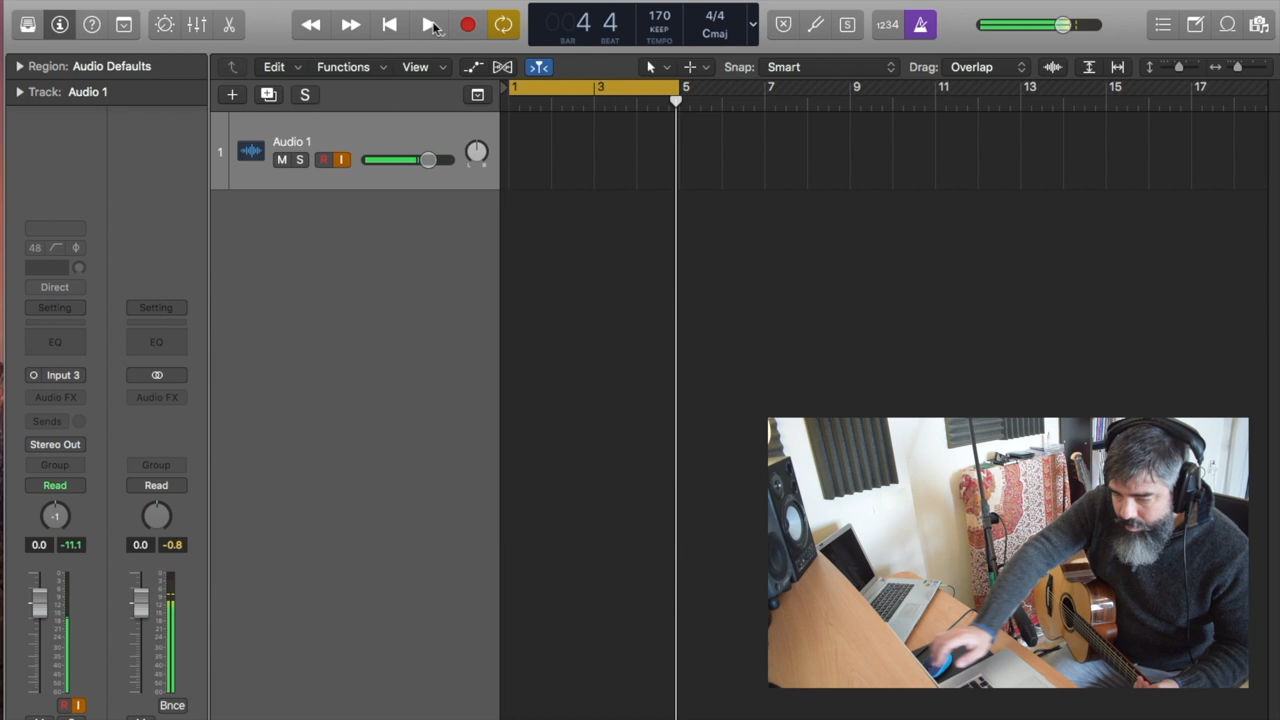 44
BAR BEAT
170
KEEP
TEMPO
4/4
Cmaj
S
1234
Region: Audio Defaults
Edit
Functions
View
Snap: Smart
Drag: Overlap
Track: Audio 1
S
1
3
5
7
9
11
13
15
17
1
Audio 1
M S R I
L R
48
Direct
Setting
Setting
EQ
EQ
Input 3
Audio FX
Audio FX
Sends
Stereo Out
Group
Group
Read
Read
-1
0.0 -11.1
0.0 -0.8
R I
Bnce